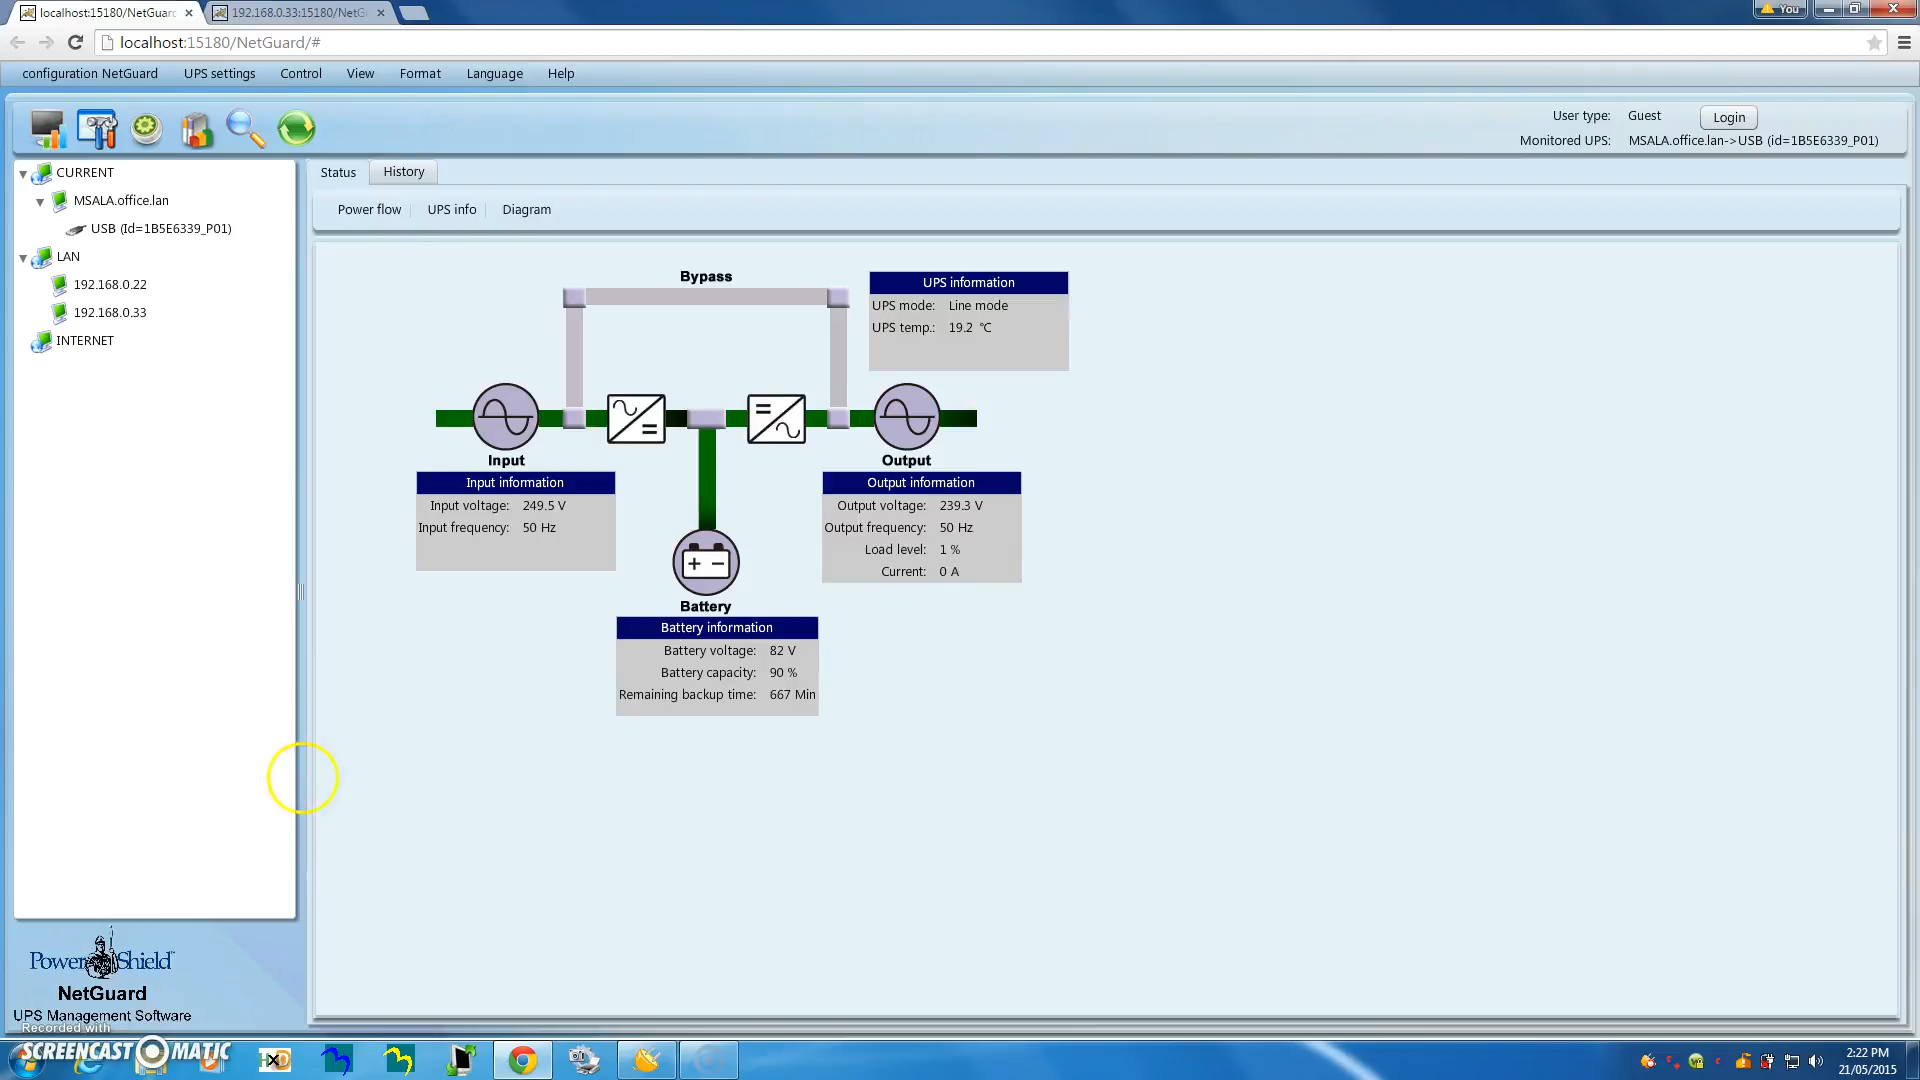 localhost:15180/NetGuard
192.168.0.33:15180/NetG
You
localhost:15180/NetGuard/#
configuration NetGuard UPS settings Control View Format Language Help
User type: Guest Login
Monitored UPS: MSALA.office.lan->USB (id=1B5E6339_P01)
CURRENT
MSALA.office.lan
USB (Id=1B5E6339_P01)
LAN
192.168.0.22
192.168.0.33
INTERNET
Status History
Power flow UPS info Diagram
Bypass
UPS information
UPS mode: Line mode
UPS temp.: 19.2 °C
Input
Input information
Input voltage: 249.5 V
Input frequency: 50 Hz
Output
Output information
Output voltage: 239.3 V
Output frequency: 50 Hz
Load level: 1 %
Current: 0 A
Battery
Battery information
Battery voltage: 82 V
Battery capacity: 90 %
Remaining backup time: 667 Min
PowerShield
NetGuard
UPS Management Software
Recorded with
SCREENCAST MATIC
2:22 PM
21/05/2015